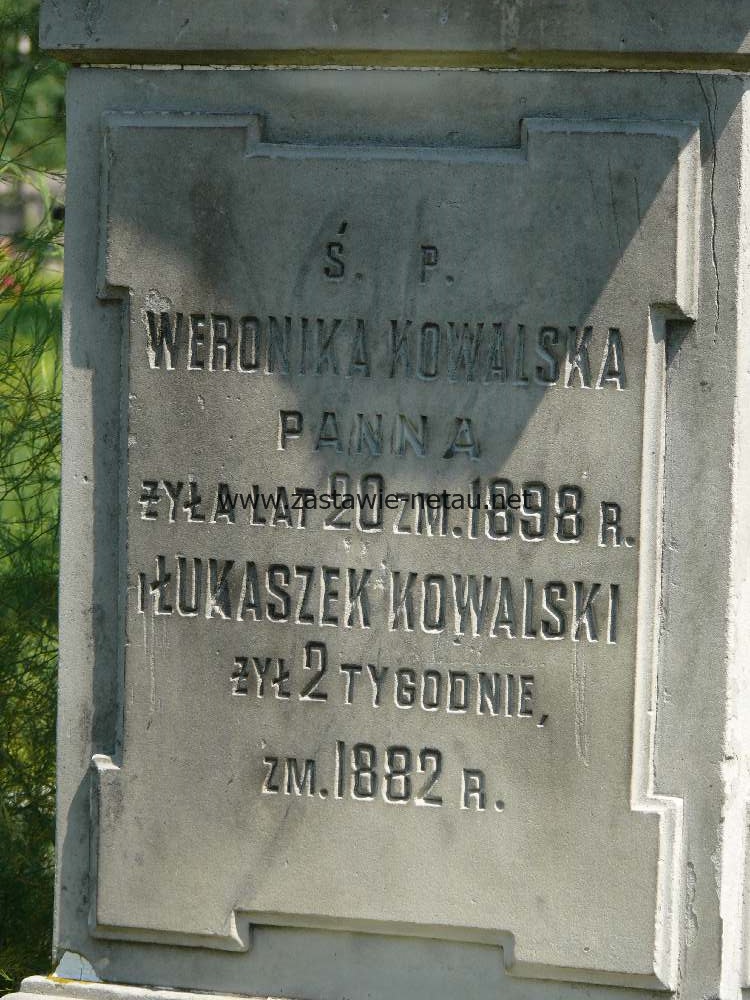 Ś. P.
WERONIKA KOWALSKA
PANNA
ŻYŁA LAT 20 ZM. 1898 R.
www.zastawie-netau.net
I ŁUKASZEK KOWALSKI
ŻYŁ 2 TYGODNIE,
ZM. 1882 R.